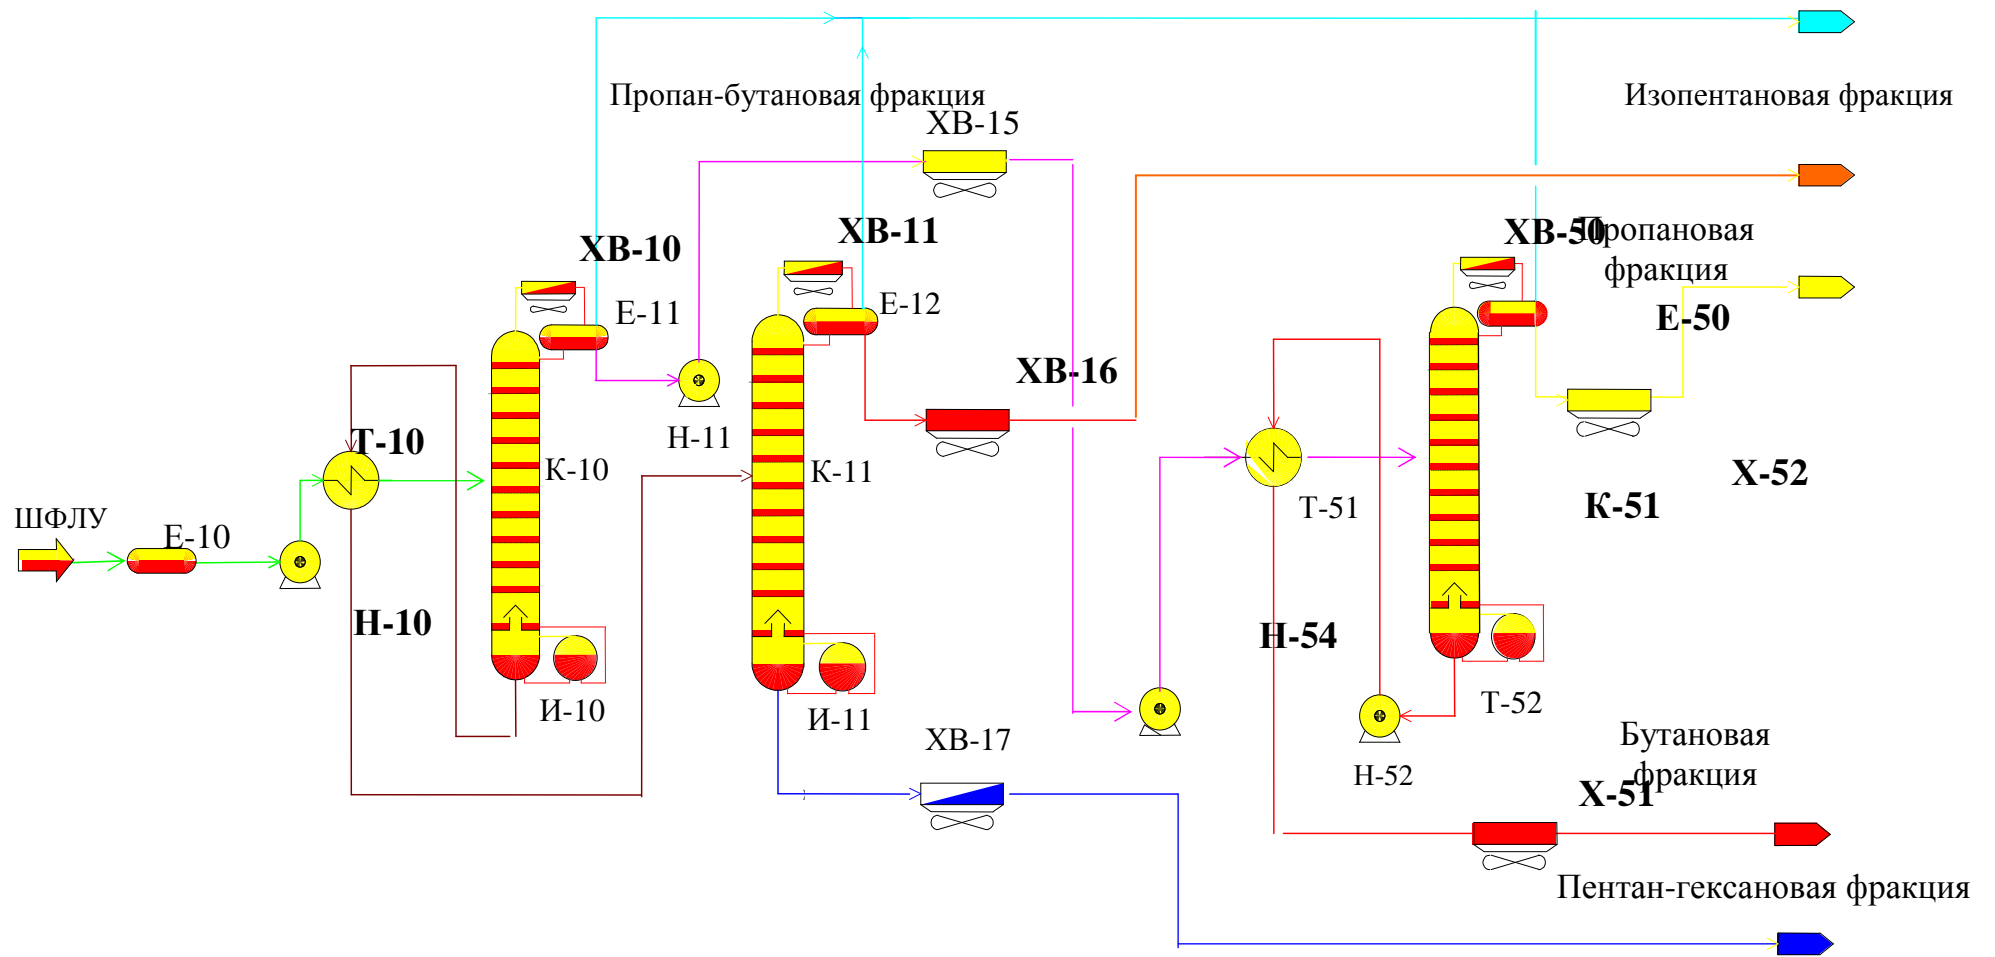 Пропан-бутановая фракция
Изопентановая фракция
ХВ-15
ХВ-10
ХВ-11
ХВ-50
Пропановая
фракция
Е-11
Е-12
Е-50
ХВ-16
Н-11
Т-10
К-10
К-11
Х-52
К-51
Т-51
ШФЛУ
Е-10
Н-10
Н-54
И-10
И-11
Т-52
ХВ-17
Бутановая
фракция
Н-52
Х-51
Пентан-гексановая фракция